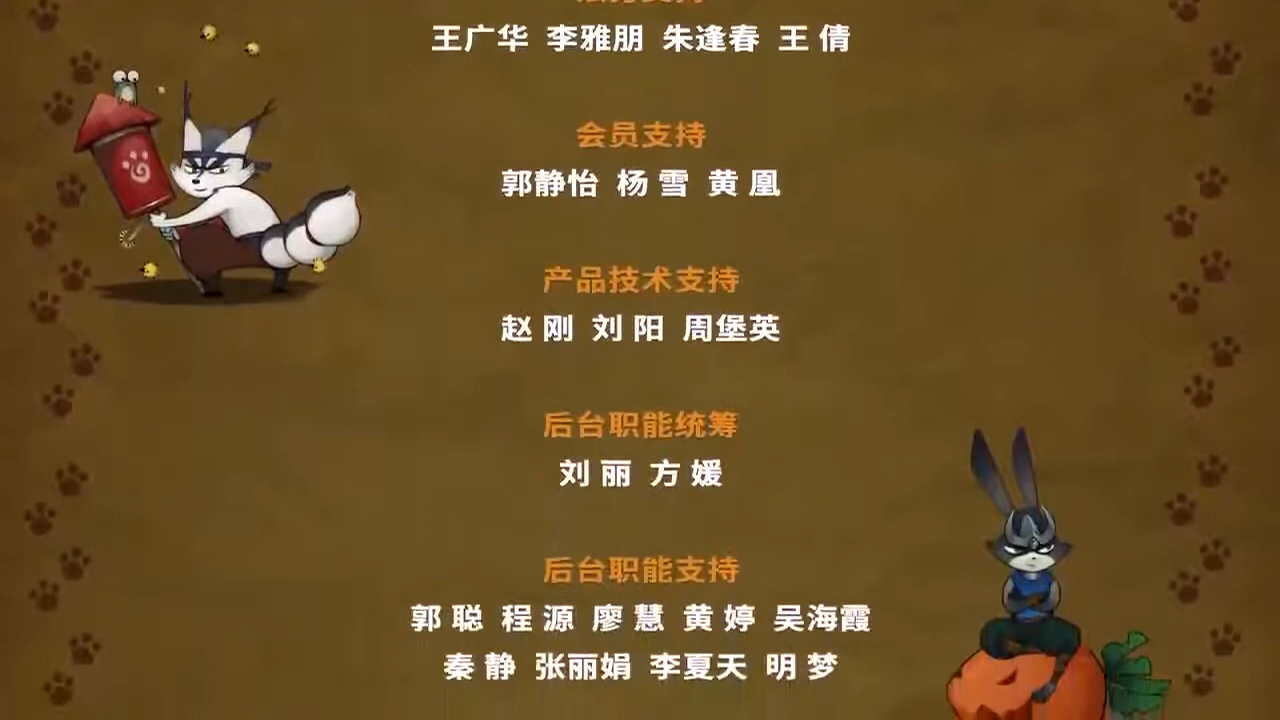 王广华 李雅朋 朱逢春 王 倩
会员支持
郭静怡 杨 雪 黄 凰
产品技术支持
赵 刚 刘 阳 周堡英
后台职能统筹
刘 丽 方 媛
后台职能支持
郭 聪 程 源 廖 慧 黄 婷 吴海霞
秦 静 张丽娟 李夏天 明 梦